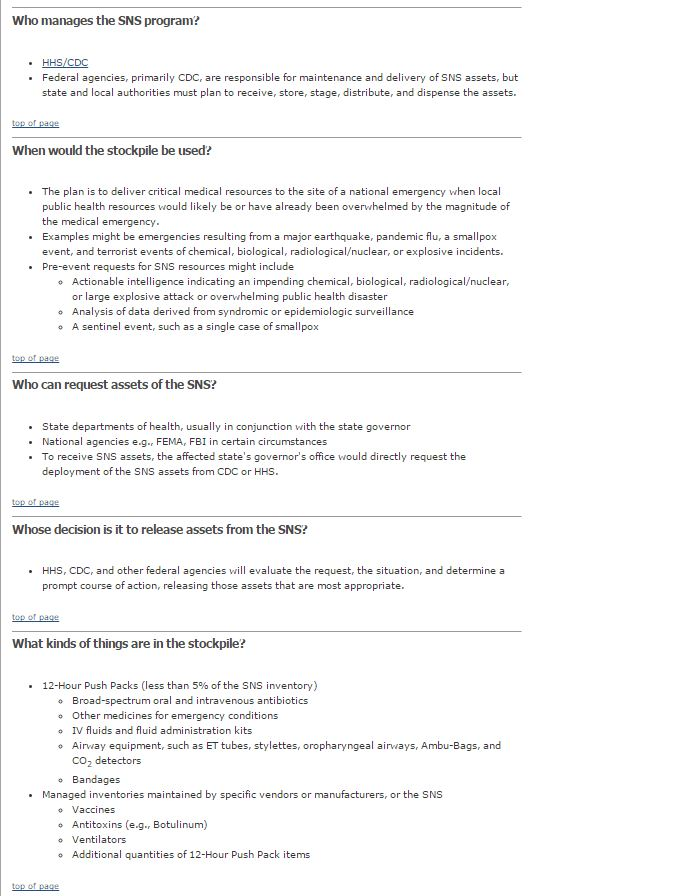 Who manages the SNS program?
• HHS/CDC
• Federal agencies, primarily CDC, are responsible for maintenance and delivery of SNS assets, but
state and local authorities must plan to receive, store, stage, distribute, and dispense the assets.
top of page
When would the stockpile be used?
• The plan is to deliver critical medical resources to the site of a national emergency when local
public health resources would likely be or have already been overwhelmed by the magnitude of
the medical emergency.
• Examples might be emergencies resulting from a major earthquake, pandemic flu, a smallpox
event, and terrorist events of chemical, biological, radiological/nuclear, or explosive incidents.
• Pre-event requests for SNS resources might include
◦ Actionable intelligence indicating an impending chemical, biological, radiological/nuclear,
or large explosive attack or overwhelming public health disaster
◦ Analysis of data derived from syndromic or epidemiologic surveillance
◦ A sentinel event, such as a single case of smallpox
top of page
Who can request assets of the SNS?
• State departments of health, usually in conjunction with the state governor
• National agencies e.g., FEMA, FBI in certain circumstances
• To receive SNS assets, the affected state's governor's office would directly request the
deployment of the SNS assets from CDC or HHS.
top of page
Whose decision is it to release assets from the SNS?
• HHS, CDC, and other federal agencies will evaluate the request, the situation, and determine a
prompt course of action, releasing those assets that are most appropriate.
top of page
What kinds of things are in the stockpile?
• 12-Hour Push Packs (less than 5% of the SNS inventory)
◦ Broad-spectrum oral and intravenous antibiotics
◦ Other medicines for emergency conditions
◦ IV fluids and fluid administration kits
◦ Airway equipment, such as ET tubes, stylettes, oropharyngeal airways, Ambu-Bags, and
CO₂ detectors
◦ Bandages
• Managed inventories maintained by specific vendors or manufacturers, or the SNS
◦ Vaccines
◦ Antitoxins (e.g., Botulinum)
◦ Ventilators
◦ Additional quantities of 12-Hour Push Pack items
top of page